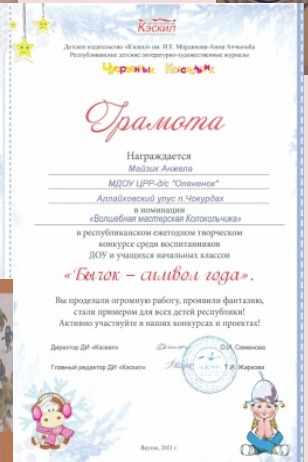 Кэскил
Детское издательство «Кэскил» им. Н.Е. Мординова-Амма Аччыгыйа
Республиканские детские литературно-художественные журналы
Чуораанчык Колокольчик
Грамота
Награждается
Майзик Анжела
МДОУ ЦРР-д/с "Олененок"
Аллайховский улус п.Чокурдах
в номинации
«Волшебная мастерская Колокольчика»
в республиканском ежегодном творческом
конкурсе среди воспитанников
ДОУ и учащихся начальных классов
«Бычок – символ года».
Вы проделали огромную работу, проявили фантазию,
стали примером для всех детей республики!
Активно участвуйте в наших конкурсах и проектах!
Директор ДИ «Кэскил» О.И. Семенова
Главный редактор ДИ «Кэскил» Т.И. Жиркова
Якутск, 2021 г.